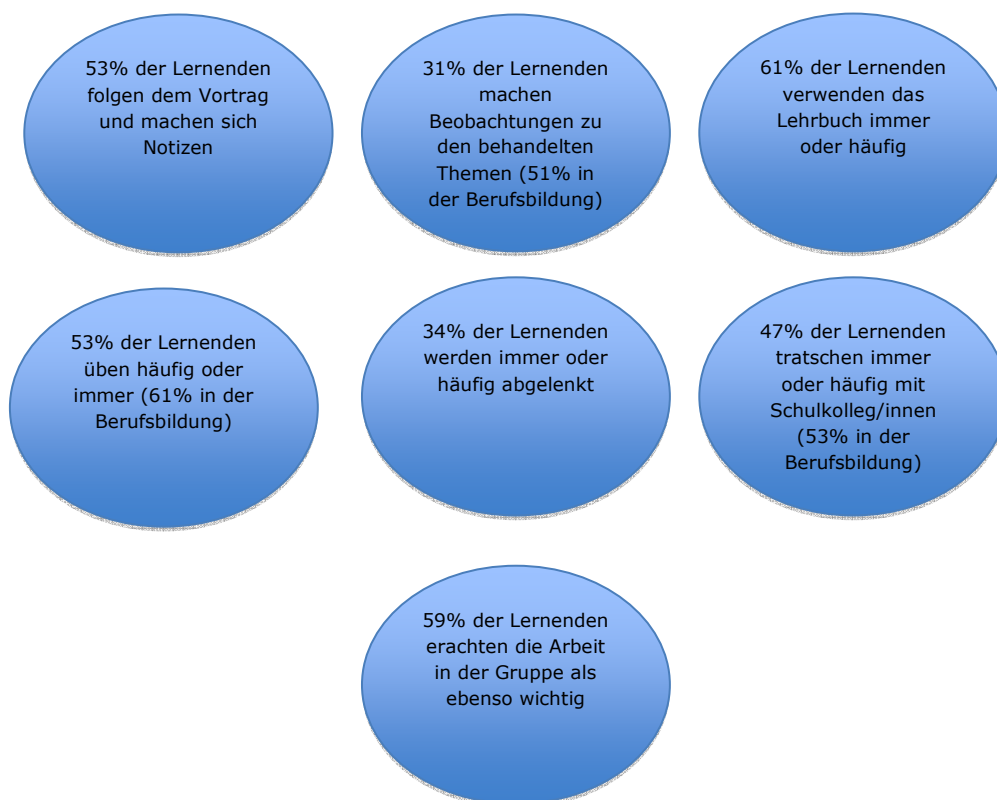 53% der Lernenden
folgen dem Vortrag
und machen sich
Notizen
31% der Lernenden
machen
Beobachtungen zu
den behandelten
Themen (51% in
der Berufsbildung)
61% der Lernenden
verwenden das
Lehrbuch immer
oder häufig
53% der Lernenden
üben häufig oder
immer (61% in der
Berufsbildung)
34% der Lernenden
werden immer oder
häufig abgelenkt
47% der Lernenden
tratschen immer
oder häufig mit
Schulkolleg/innen
(53% in der
Berufsbildung)
59% der Lernenden
erachten die Arbeit
in der Gruppe als
ebenso wichtig